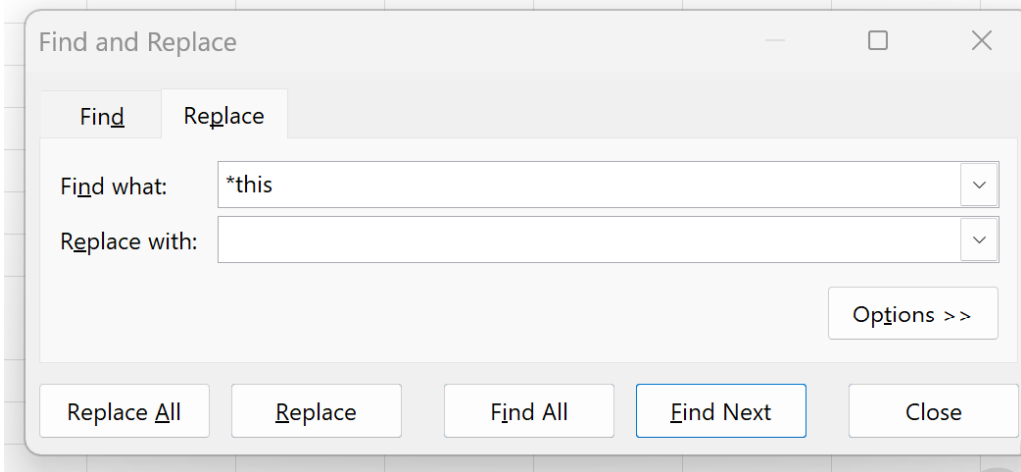 Find and Replace
Find Replace
Find what: *this
Replace with:
Options >>
Replace All Replace Find All Find Next Close